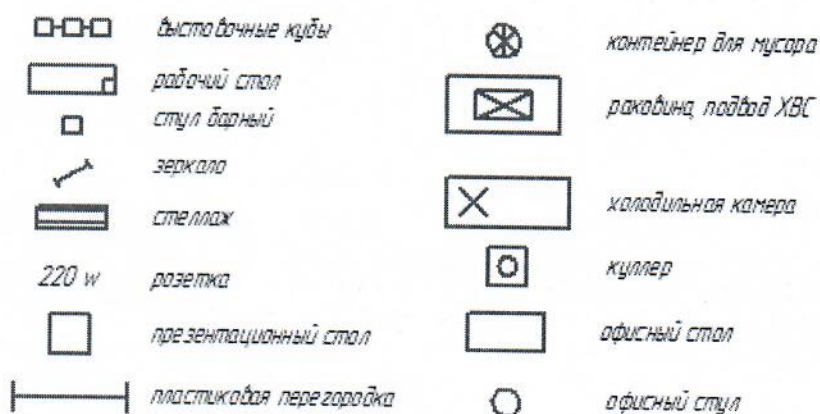 выставочные кубы
рабочий стол
стул барный
зеркало
стеллаж
220 w розетка
презентационный стол
пластиковая перегородка
контейнер для мусора
раковина, подвод ХВС
холодильная камера
куллер
офисный стол
офисный стул